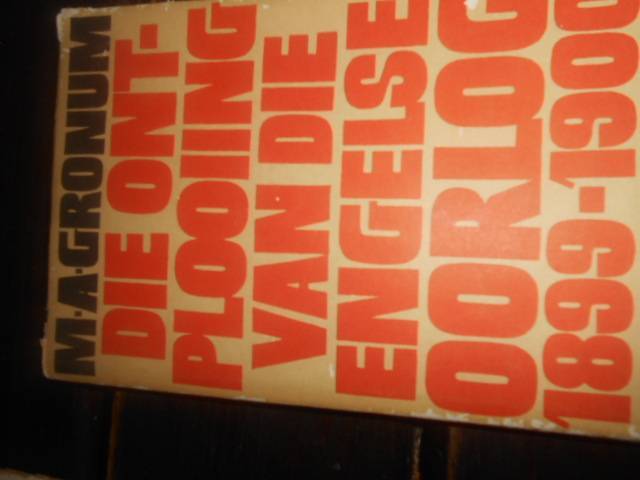 M·A·GRONUM
DIE ONT-
PLOOIING
VAN DIE
ENGELSE
OORLOG
1899-1900